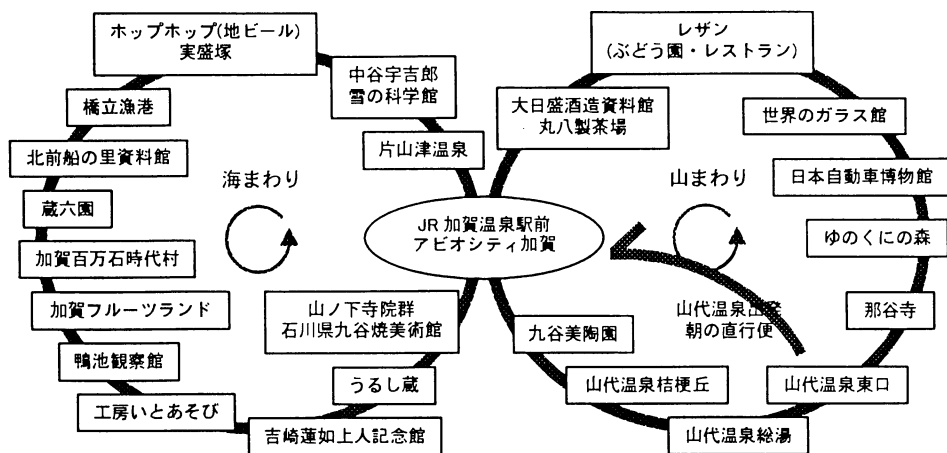 ホップホップ(地ビール)
実盛塚
中谷宇吉郎
雪の科学館
片山津温泉
橋立漁港
北前船の里資料館
蔵六園
加賀百万石時代村
加賀フルーツランド
鴨池観察館
工房いとあそび
吉崎蓮如上人記念館
うるし蔵
山ノ下寺院群
石川県九谷焼美術館
海まわり
JR 加賀温泉駅前
アビオシティ加賀
レザン
(ぶどう園・レストラン)
大日盛酒造資料館
丸八製茶場
世界のガラス館
日本自動車博物館
ゆのくにの森
那谷寺
山代温泉東口
山代温泉総湯
山代温泉桔梗丘
九谷美陶園
山まわり
山代温泉出発
朝の直行便